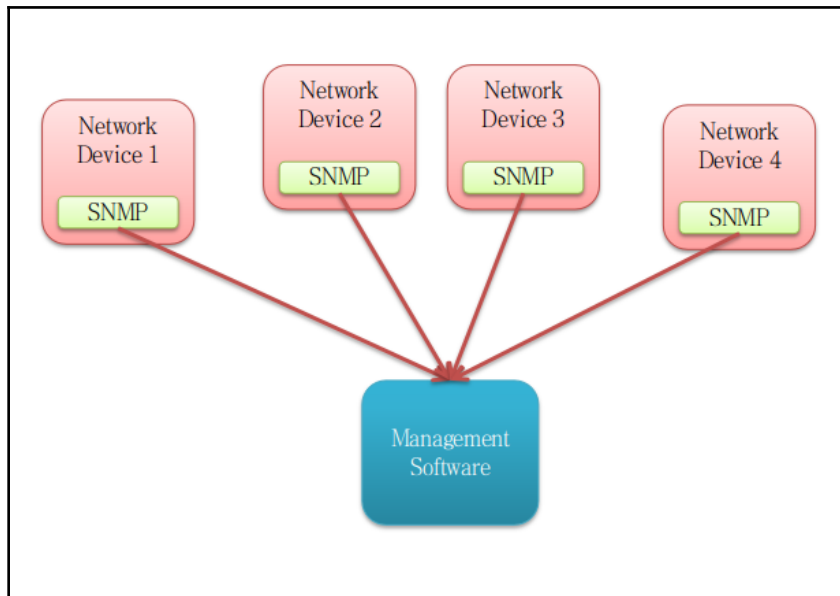 Network
Device 1
SNMP
Network
Device 2
SNMP
Network
Device 3
SNMP
Network
Device 4
SNMP
Management
Software